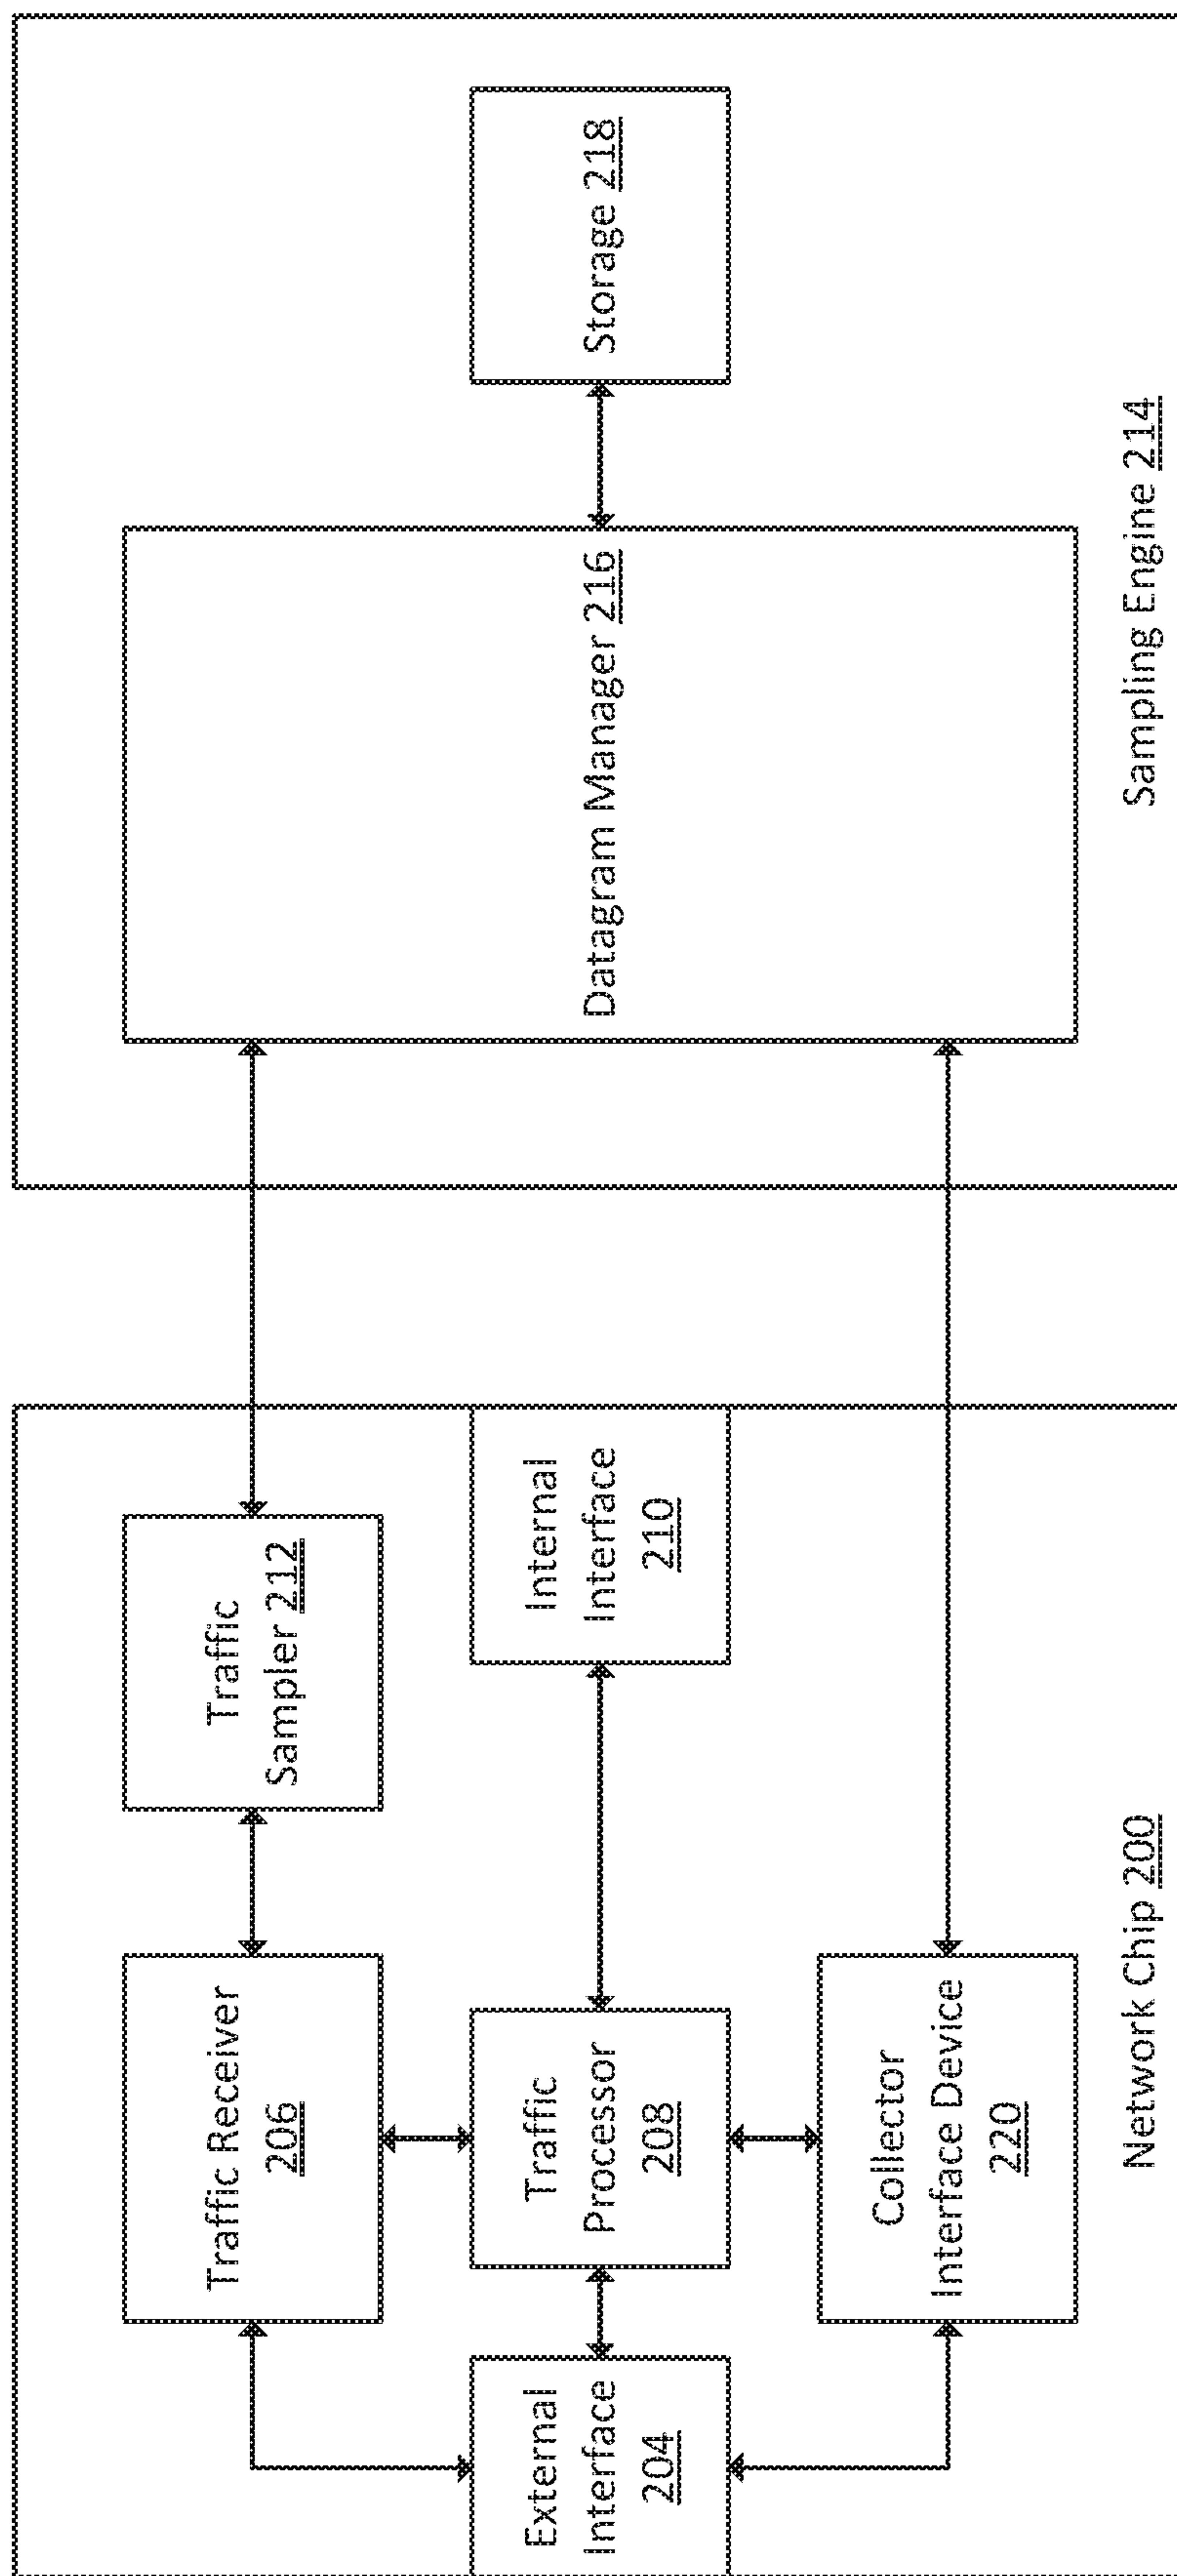 Traffic Receiver
206
Traffic
Sampler 212
External
Interface
204
Traffic
Processor
208
Internal
Interface
210
Collector
Interface Device
220
Network Chip 200
Datagram Manager 216
Storage 218
Sampling Engine 214